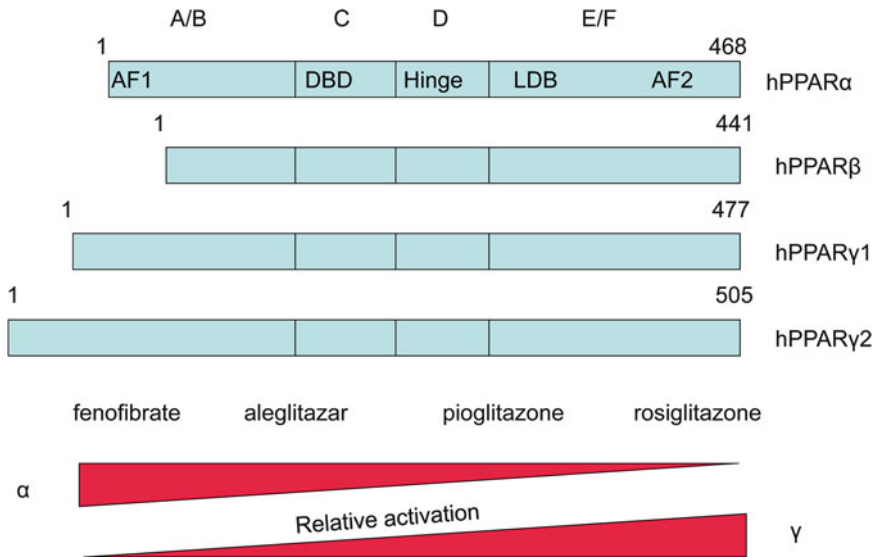 A/B C D E/F
1 468
AF1 DBD Hinge LDB AF2 hPPARα
1 441
hPPARβ
1 477
hPPARγ1
1 505
hPPARγ2
fenofibrate aleglitazar pioglitazone rosiglitazone
α
Relative activation
γ